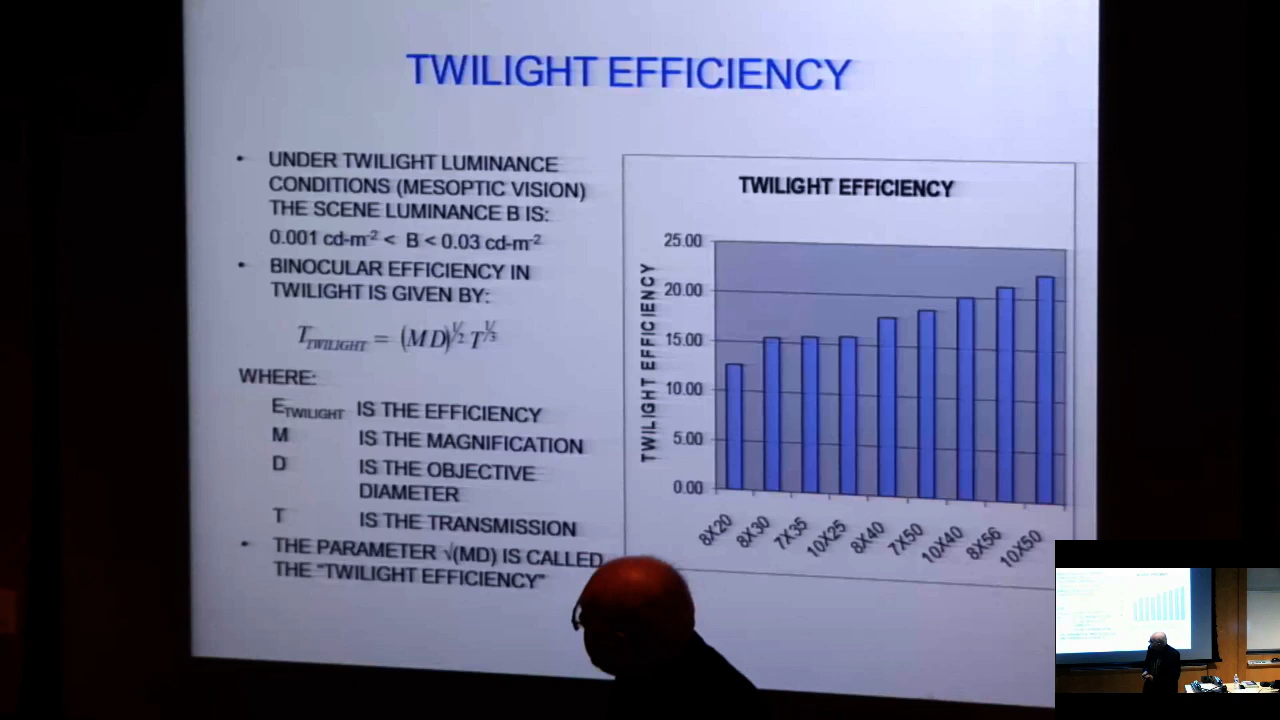 TWILIGHT EFFICIENCY
• UNDER TWILIGHT LUMINANCE
CONDITIONS (MESOPTIC VISION)
THE SCENE LUMINANCE B IS:
0.001 cd-m⁻² < B < 0.03 cd-m⁻²
• BINOCULAR EFFICIENCY IN
TWILIGHT IS GIVEN BY:
T_TWILIGHT = (MD)^1/2 T^1/3
WHERE:
E_TWILIGHT IS THE EFFICIENCY
M IS THE MAGNIFICATION
D IS THE OBJECTIVE
DIAMETER
T IS THE TRANSMISSION
• THE PARAMETER √(MD) IS CALLED
THE "TWILIGHT EFFICIENCY"
TWILIGHT EFFICIENCY
TWILIGHT EFFICIENCY
25.00
20.00
15.00
10.00
5.00
0.00
8X20
8X30
7X35
10X25
8X40
7X50
10X40
8X56
10X50